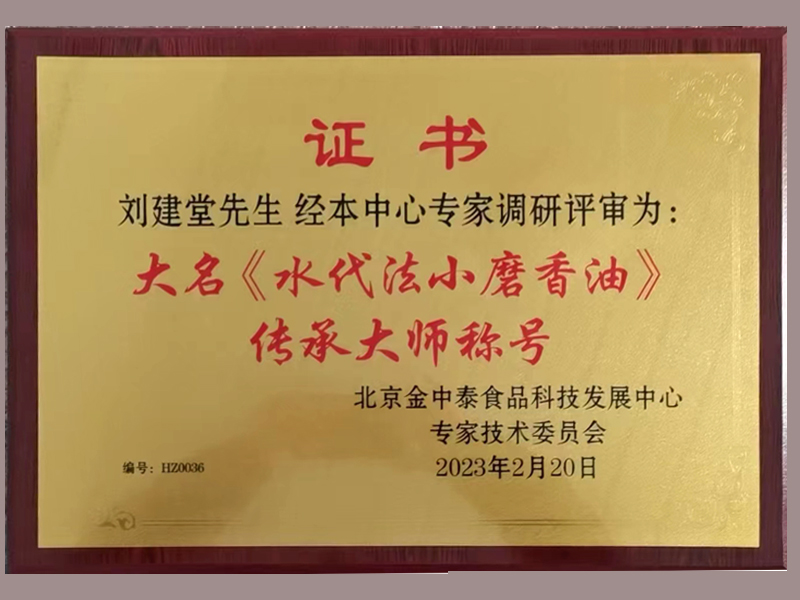 证 书
刘建堂先生 经本中心专家调研评审为：
大名《水代法小磨香油》
传承大师称号
北京金中泰食品科技发展中心
专家技术委员会
编号：HZ0036
2023年2月20日